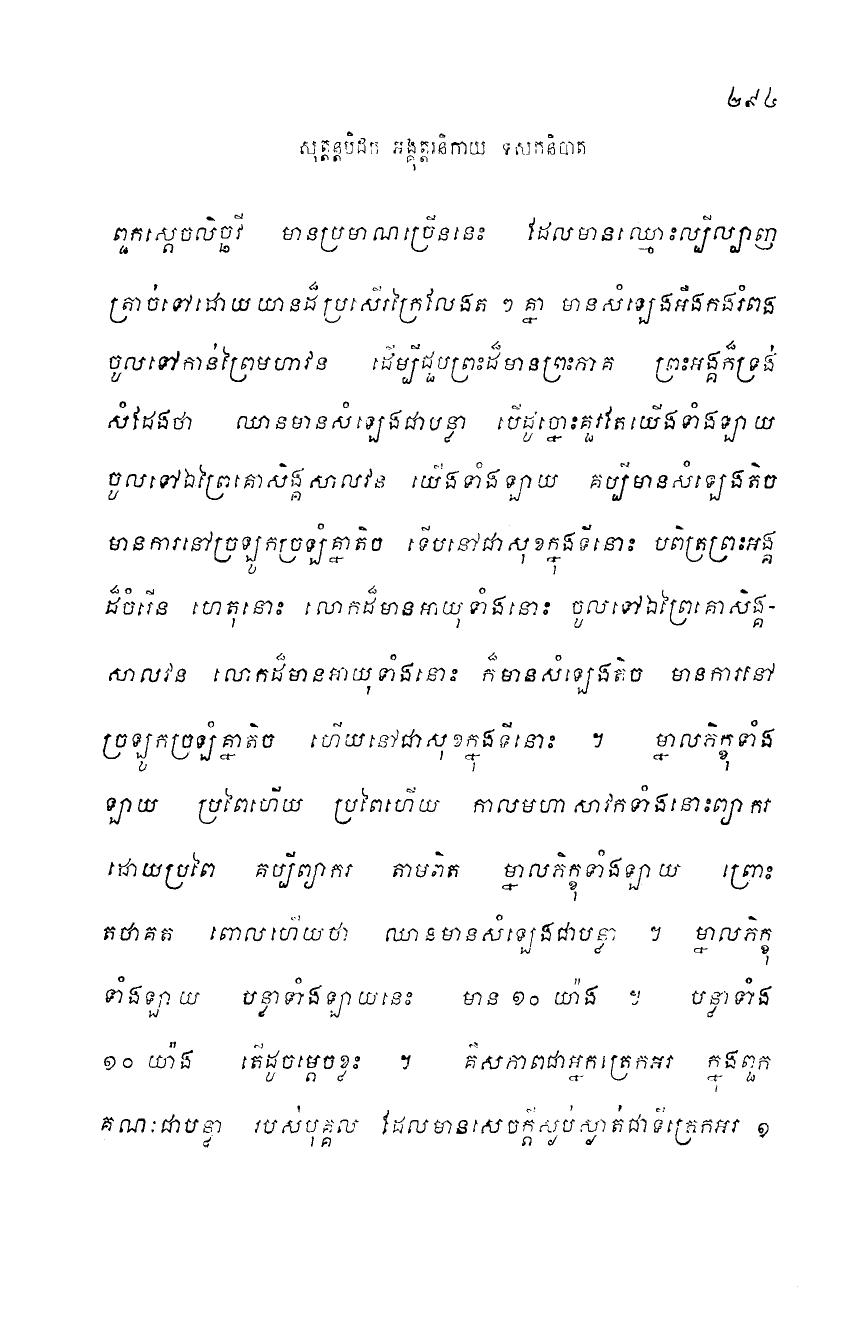 ២៩៤
សុត្តន្តបិដក អង្គុត្តរនិកាយ ទសកនិបាត
ពួកស្តេចលិច្ឆវី មានប្រមាណច្រើននេះ ដែលមានឈ្មោះល្បីល្បាញ
ត្រាច់ទៅដោយយានដ៏ប្រសើរក្រៃលែងត ៗ គ្នា មានសំឡេងអឺងកងរំពង
ចូលទៅកាន់ព្រៃមហាវ័ន ដើម្បីជួបព្រះដ៏មានព្រះភាគ ព្រះអង្គក៏ទ្រង់
សំដែងថា ឈានមានសំឡេងជាបន្លា បើដូច្នោះគួរតែយើងទាំងឡាយ
ចូលទៅឯព្រៃគោសិង្គសាលវ័ន យើងទាំងឡាយ គប្បីមានសំឡេងតិច
មានការនៅច្រឡូកច្រឡំគ្នាតិច ទើបនៅជាសុខក្នុងទីនោះ បពិត្រព្រះអង្គ
ដ៏ចំរើន ហេតុនោះ លោកដ៏មានអាយុទាំងនោះ ចូលទៅឯព្រៃគោសិង្គ-
សាលវ័ន លោកដ៏មានអាយុទាំងនោះ ក៏មានសំឡេងតិច មានការនៅ
ច្រឡូកច្រឡំគ្នាតិច ហើយនៅជាសុខក្នុងទីនោះ ។ ម្នាលភិក្ខុទាំង
ឡាយ ប្រពៃហើយ ប្រពៃហើយ កាលមហាសាវកទាំងនោះព្យាករ
ដោយប្រពៃ គប្បីព្យាករ តាមពិត ម្នាលភិក្ខុទាំងឡាយ ព្រោះ
តថាគត ពោលហើយថា ឈានមានសំឡេងជាបន្លា ។ ម្នាលភិក្ខុ
ទាំងឡាយ បន្លាទាំងឡាយនេះ មាន ១០ យ៉ាង ។ បន្លាទាំង
១០ យ៉ាង តើដូចម្តេចខ្លះ ។ គឺសភាពជាអ្នកត្រេកអរ ក្នុងពួក
គណៈជាបន្លា របស់បុគ្គល ដែលមានសេចក្តីស្ងប់ស្ងាត់ជាទីត្រេកអរ ១